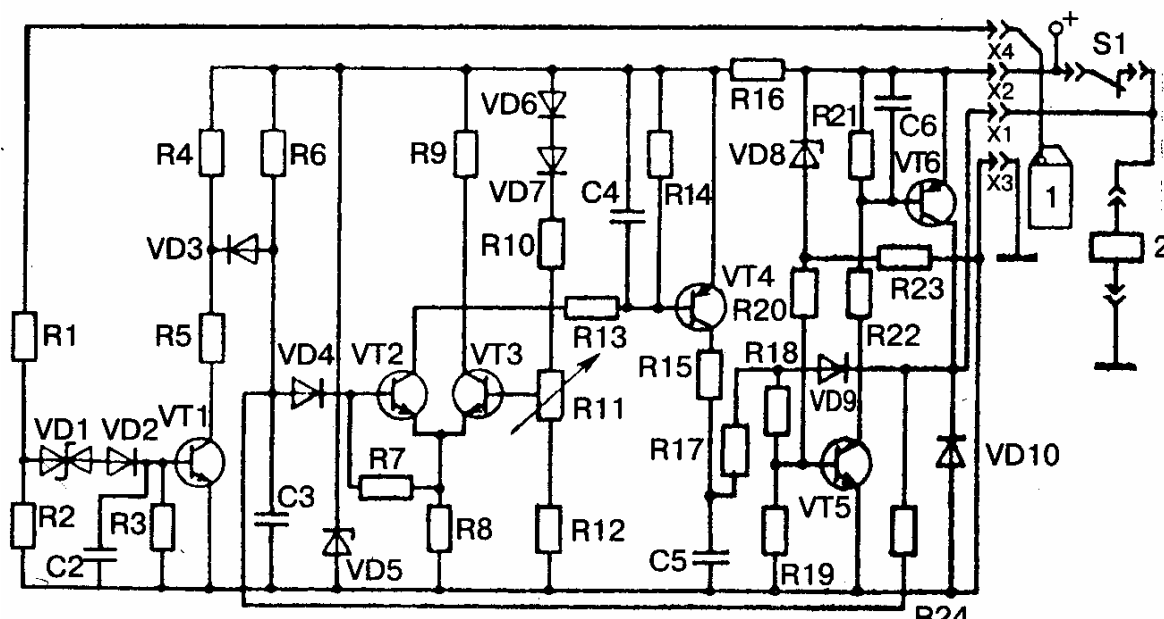 +
X4
S1
X2
R16
VD6
R21
C6
X1
R4
R6
R9
VD8
VT6
X3
VD7
C4
R14
1
VD3
R10
2
VT4
R23
R1
R5
R13
R20
R22
VD4
VT2
VT3
R15
R18
R11
VD9
VD1
VD2
VT1
R17
VD10
R7
C3
VT5
R2
R3
R8
R12
C2
VD5
C5
R19
R24